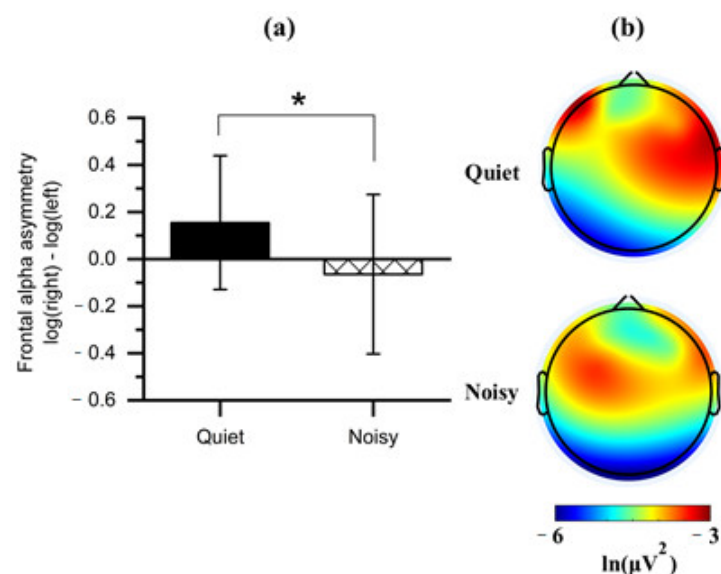 (a)
(b)
Frontal alpha asymmetry
log(right) - log(left)
0.6
0.4
0.2
0.0
- 0.2
- 0.4
- 0.6
*
Quiet
Noisy
Quiet
Noisy
- 6
- 3
ln(μV²)